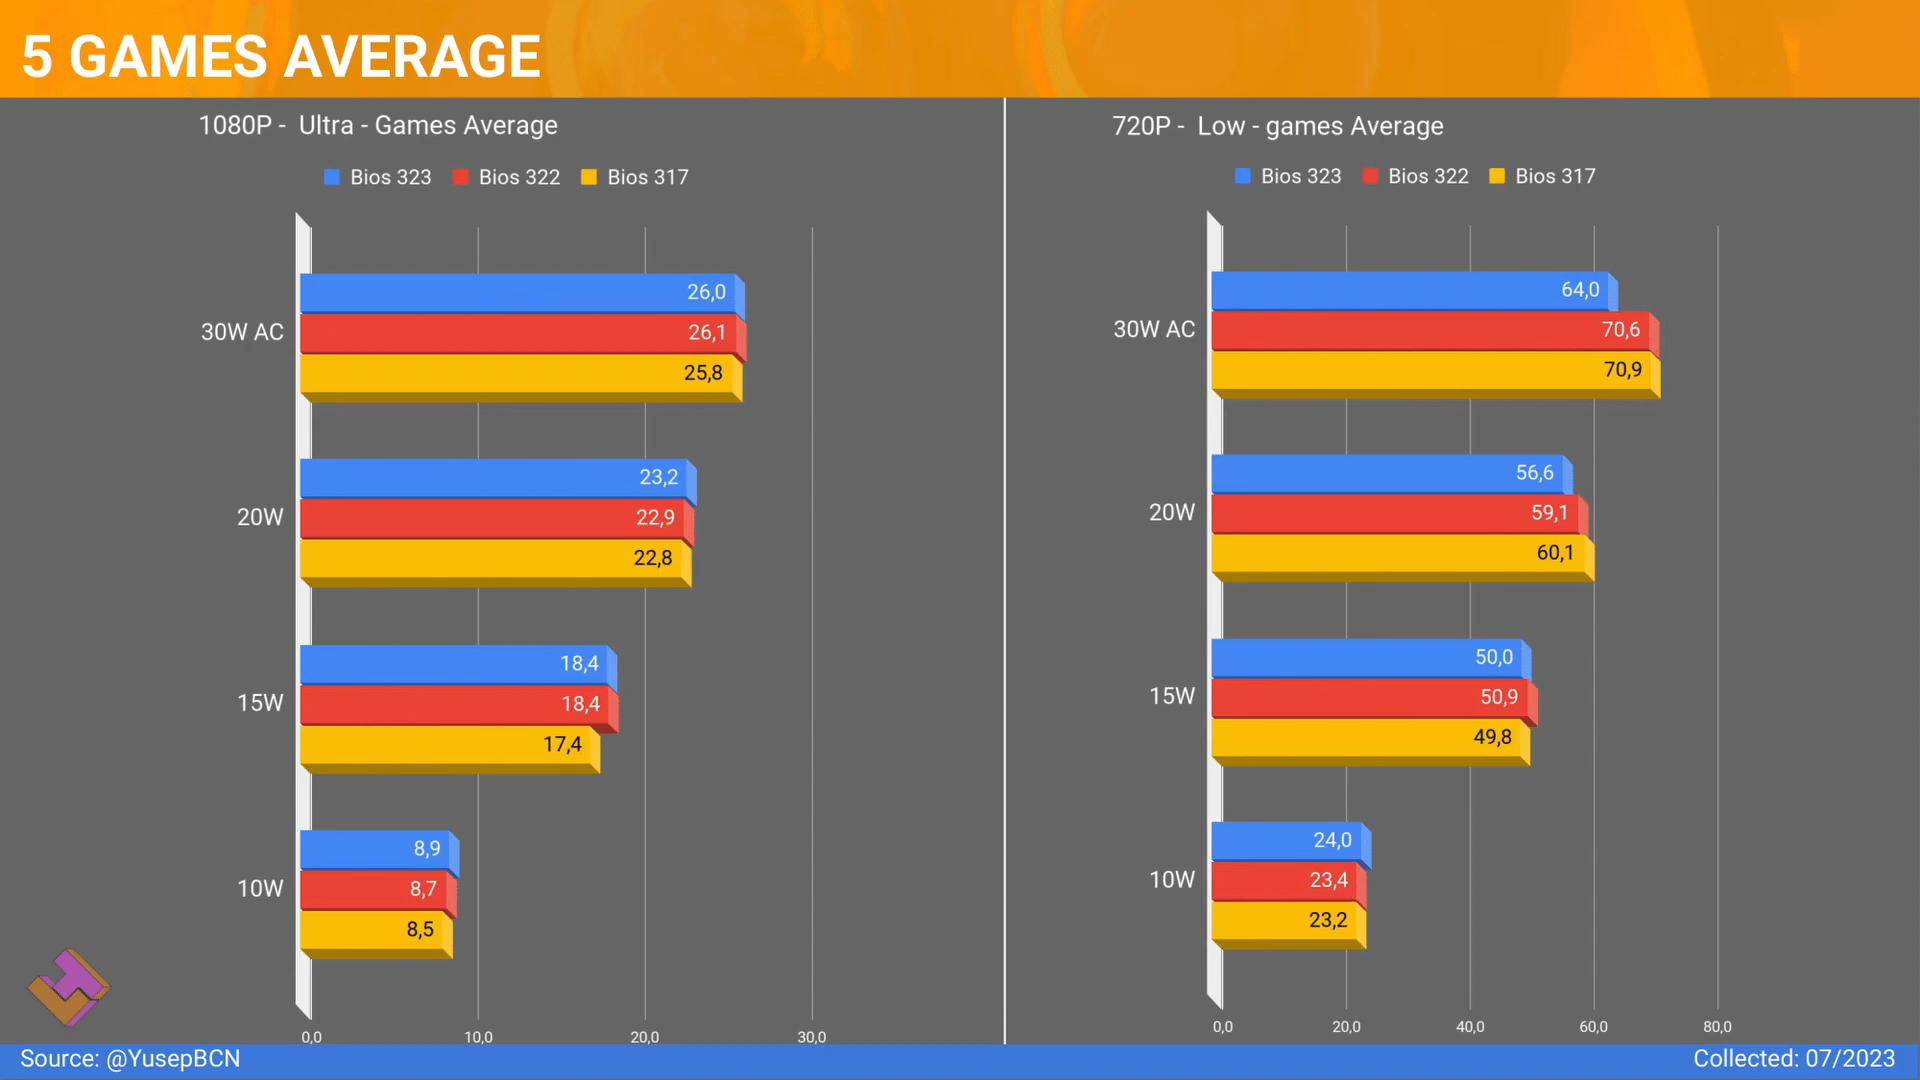 5 GAMES AVERAGE
1080P -  Ultra - Games Average
Bios 323 Bios 322 Bios 317
30W AC
26,0
26,1
25,8
20W
23,2
22,9
22,8
15W
18,4
18,4
17,4
10W
8,9
8,7
8,5
0,0 10,0 20,0 30,0
720P -  Low - games Average
Bios 323 Bios 322 Bios 317
30W AC
64,0
70,6
70,9
20W
56,6
59,1
60,1
15W
50,0
50,9
49,8
10W
24,0
23,4
23,2
0,0 20,0 40,0 60,0 80,0
Source: @YusepBCN
Collected: 07/2023